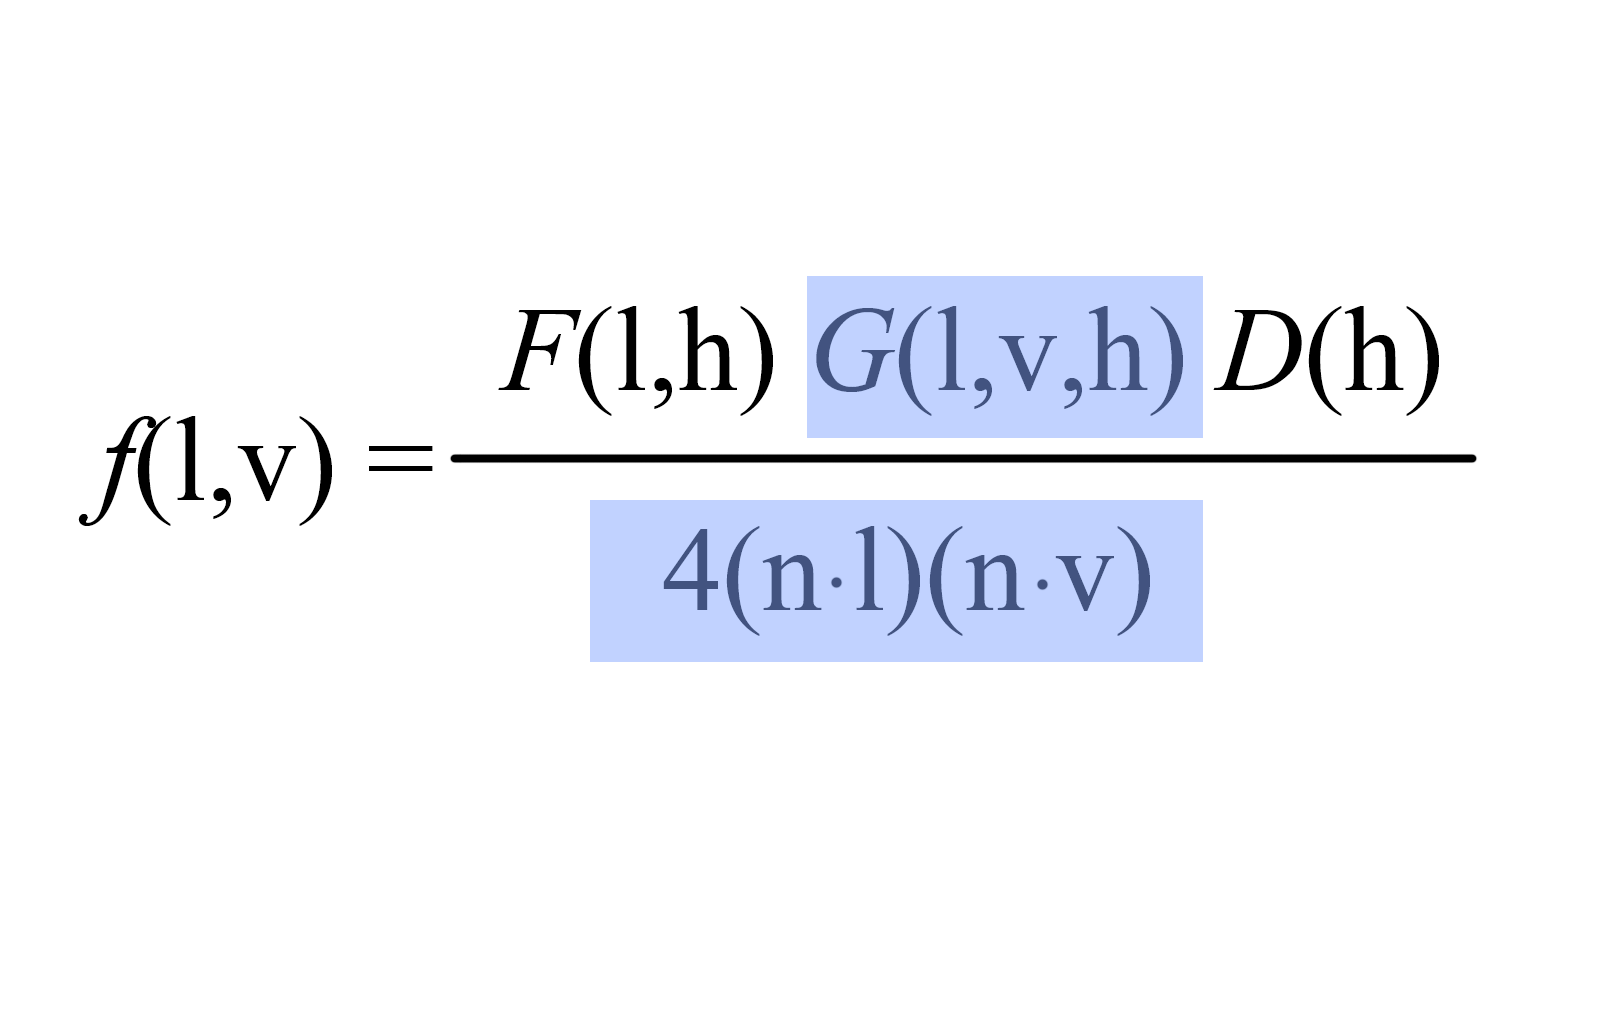 F(l,h) G(l,v,h) D(h)
f(l,v) =
4(n·l)(n·v)